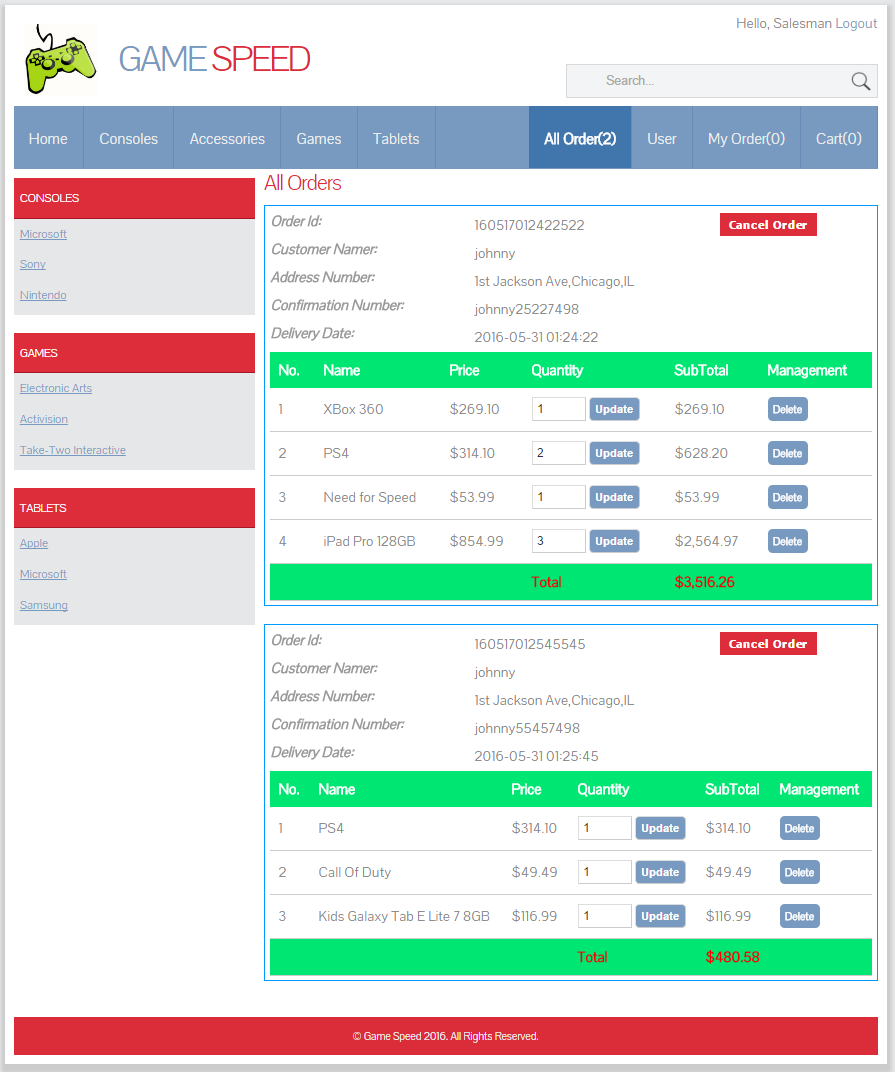 Hello, Salesman Logout
GAME SPEED
Search...
Home Consoles Accessories Games Tablets All Order(2) User My Order(0) Cart(0)
CONSOLES
Microsoft
Sony
Nintendo
GAMES
Electronic Arts
Activision
Take-Two Interactive
TABLETS
Apple
Microsoft
Samsung
All Orders
Order Id: 160517012422522 Cancel Order
Customer Namer: johnny
Address Number: 1st Jackson Ave,Chicago,IL
Confirmation Number: johnny25227498
Delivery Date: 2016-05-31 01:24:22
No. Name Price Quantity SubTotal Management
1 XBox 360 $269.10 1 Update $269.10 Delete
2 PS4 $314.10 2 Update $628.20 Delete
3 Need for Speed $53.99 1 Update $53.99 Delete
4 iPad Pro 128GB $854.99 3 Update $2,564.97 Delete
Total $3,516.26
Order Id: 160517012545545 Cancel Order
Customer Namer: johnny
Address Number: 1st Jackson Ave,Chicago,IL
Confirmation Number: johnny55457498
Delivery Date: 2016-05-31 01:25:45
No. Name Price Quantity SubTotal Management
1 PS4 $314.10 1 Update $314.10 Delete
2 Call Of Duty $49.49 1 Update $49.49 Delete
3 Kids Galaxy Tab E Lite 7 8GB $116.99 1 Update $116.99 Delete
Total $480.58
© Game Speed 2016. All Rights Reserved.